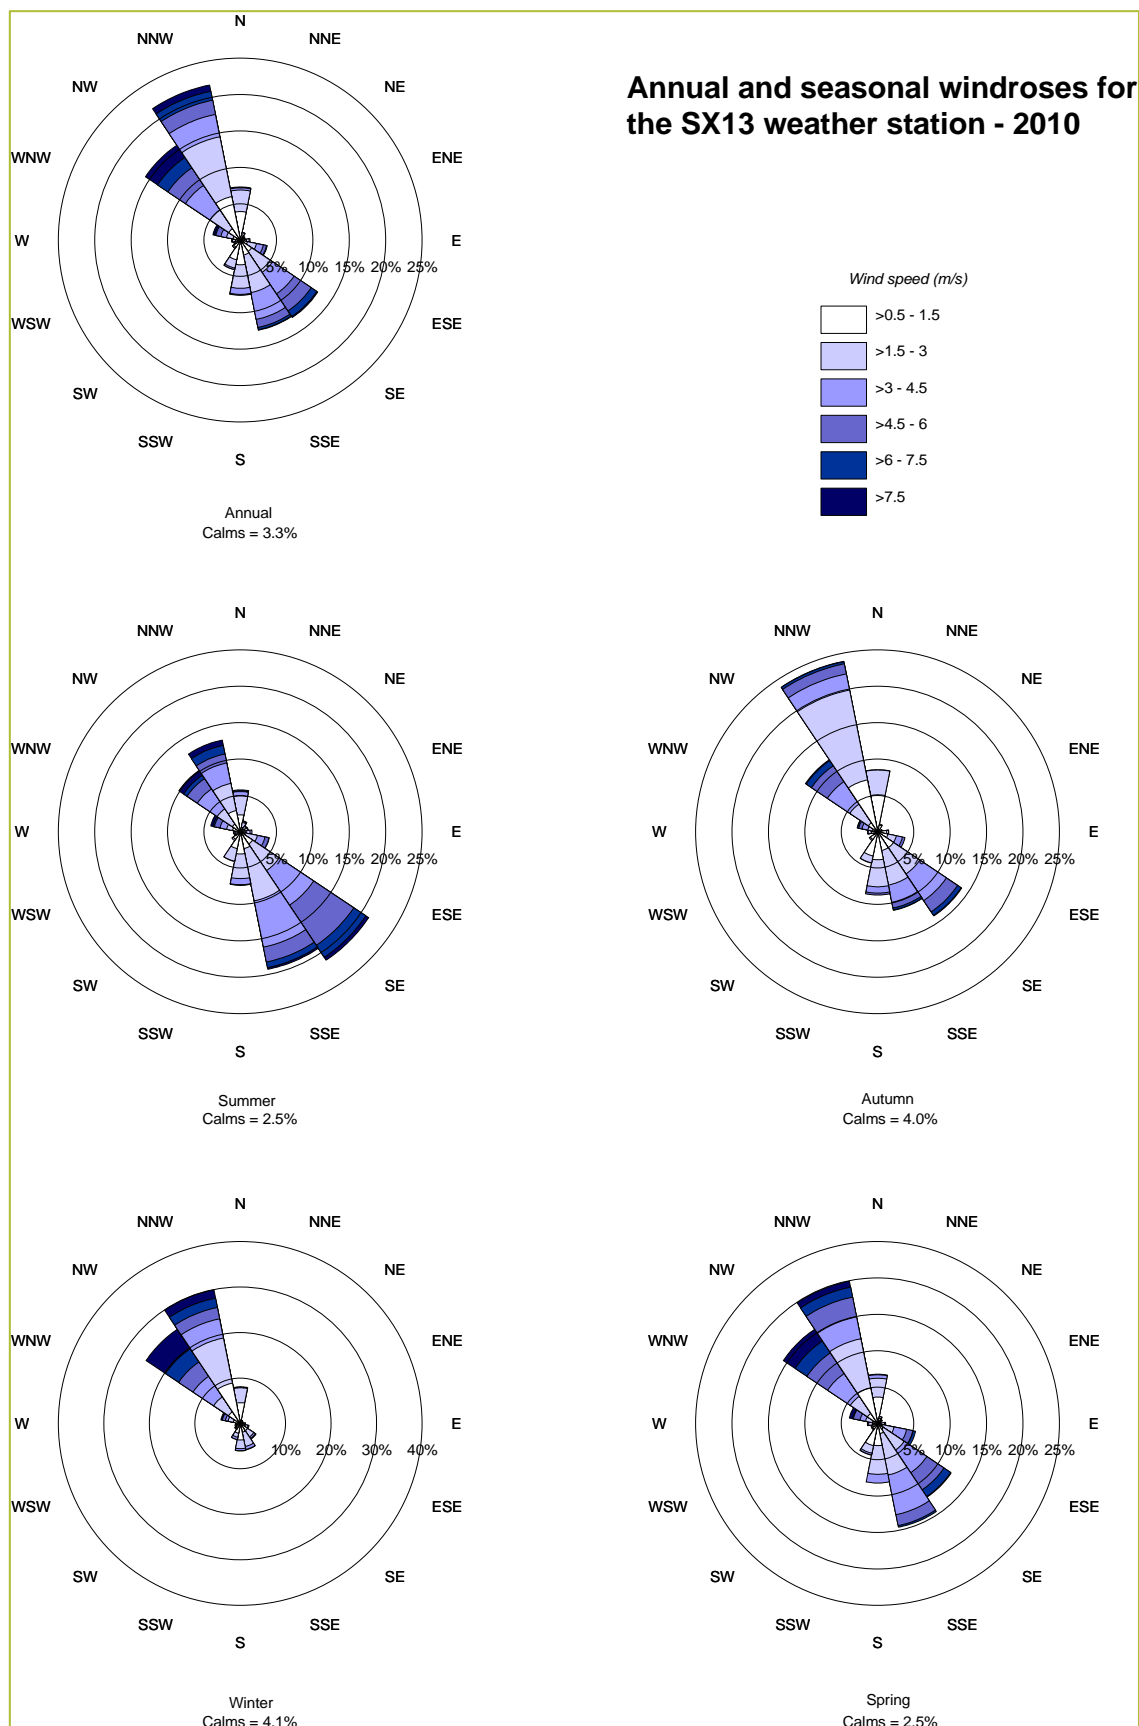 Annual and seasonal windroses for
the SX13 weather station - 2010
N
NNW NNE
NW NE
WNW ENE
W E
5% 10% 15% 20% 25%
WSW ESE
SW SE
SSW SSE
S
Annual
Calms = 3.3%
Wind speed (m/s)
>0.5 - 1.5
>1.5 - 3
>3 - 4.5
>4.5 - 6
>6 - 7.5
>7.5
N
NNW NNE
NW NE
WNW ENE
W E
5% 10% 15% 20% 25%
WSW ESE
SW SE
SSW SSE
S
Summer
Calms = 2.5%
N
NNW NNE
NW NE
WNW ENE
W E
5% 10% 15% 20% 25%
WSW ESE
SW SE
SSW SSE
S
Autumn
Calms = 4.0%
N
NNW NNE
NW NE
WNW ENE
W E
10% 20% 30% 40%
WSW ESE
SW SE
SSW SSE
S
Winter
Calms = 4.1%
N
NNW NNE
NW NE
WNW ENE
W E
5% 10% 15% 20% 25%
WSW ESE
SW SE
SSW SSE
S
Spring
Calms = 2.5%